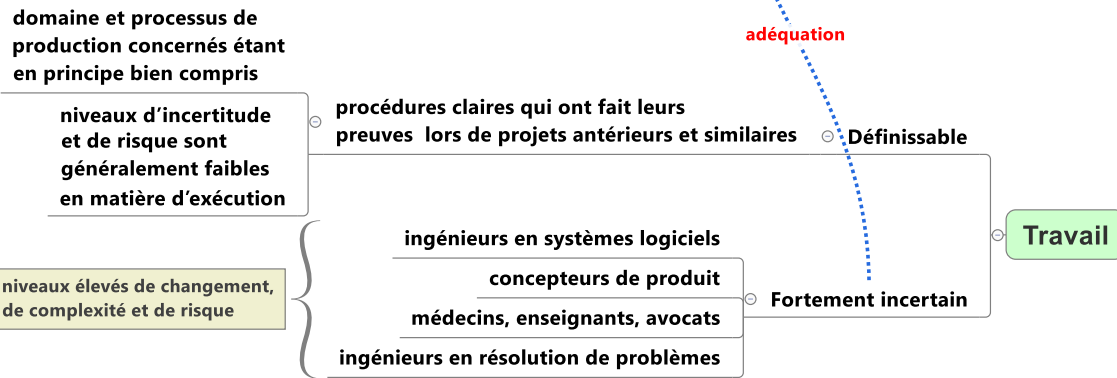 domaine et processus de
production concernés étant
en principe bien compris
adéquation
niveaux d’incertitude
et de risque sont
généralement faibles
en matière d’exécution
procédures claires qui ont fait leurs
preuves lors de projets antérieurs et similaires
Définissable
Travail
ingénieurs en systèmes logiciels
concepteurs de produit
médecins, enseignants, avocats
ingénieurs en résolution de problèmes
Fortement incertain
niveaux élevés de changement,
de complexité et de risque